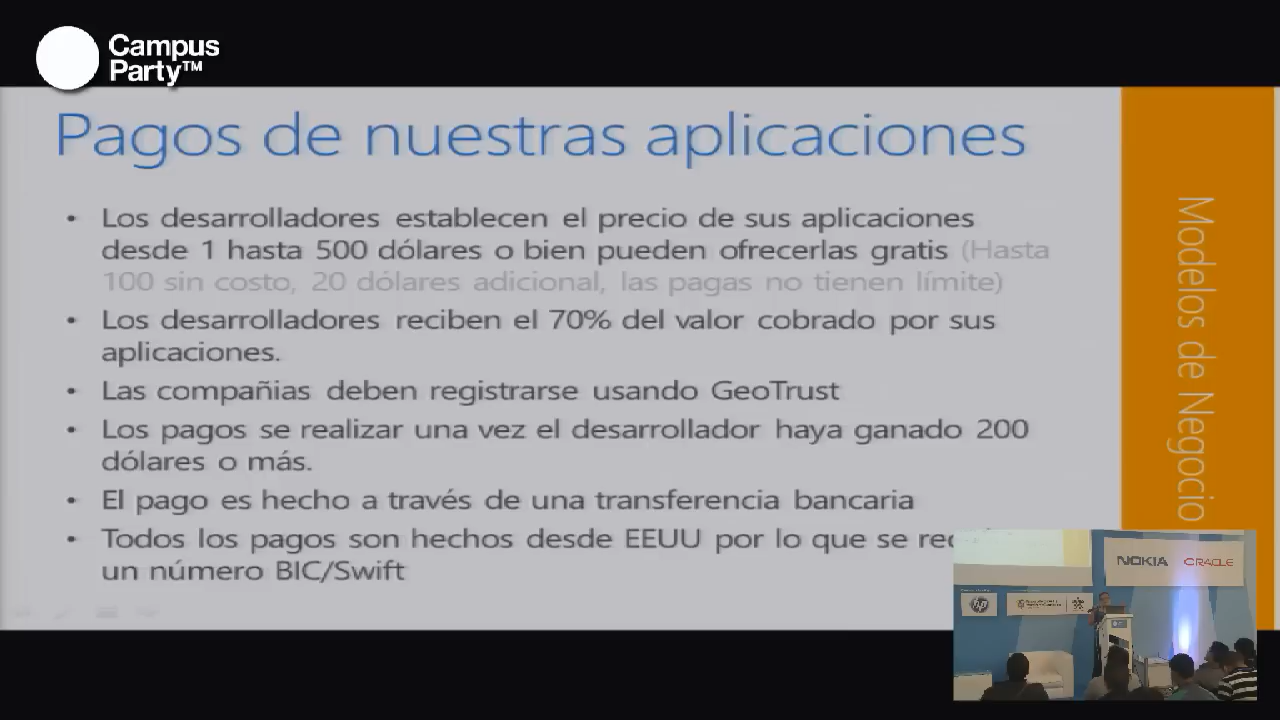 Campus
Party™
Pagos de nuestras aplicaciones
• Los desarrolladores establecen el precio de sus aplicaciones
desde 1 hasta 500 dólares o bien pueden ofrecerlas gratis (Hasta
100 sin costo, 20 dólares adicional, las pagas no tienen límite)
• Los desarrolladores reciben el 70% del valor cobrado por sus
aplicaciones.
• Las compañias deben registrarse usando GeoTrust
• Los pagos se realizar una vez el desarrollador haya ganado 200
dólares o más.
• El pago es hecho a través de una transferencia bancaria
• Todos los pagos son hechos desde EEUU por lo que se
un número BIC/Swift
Modelos de Negocio
NOKIA
ORACLE
hp